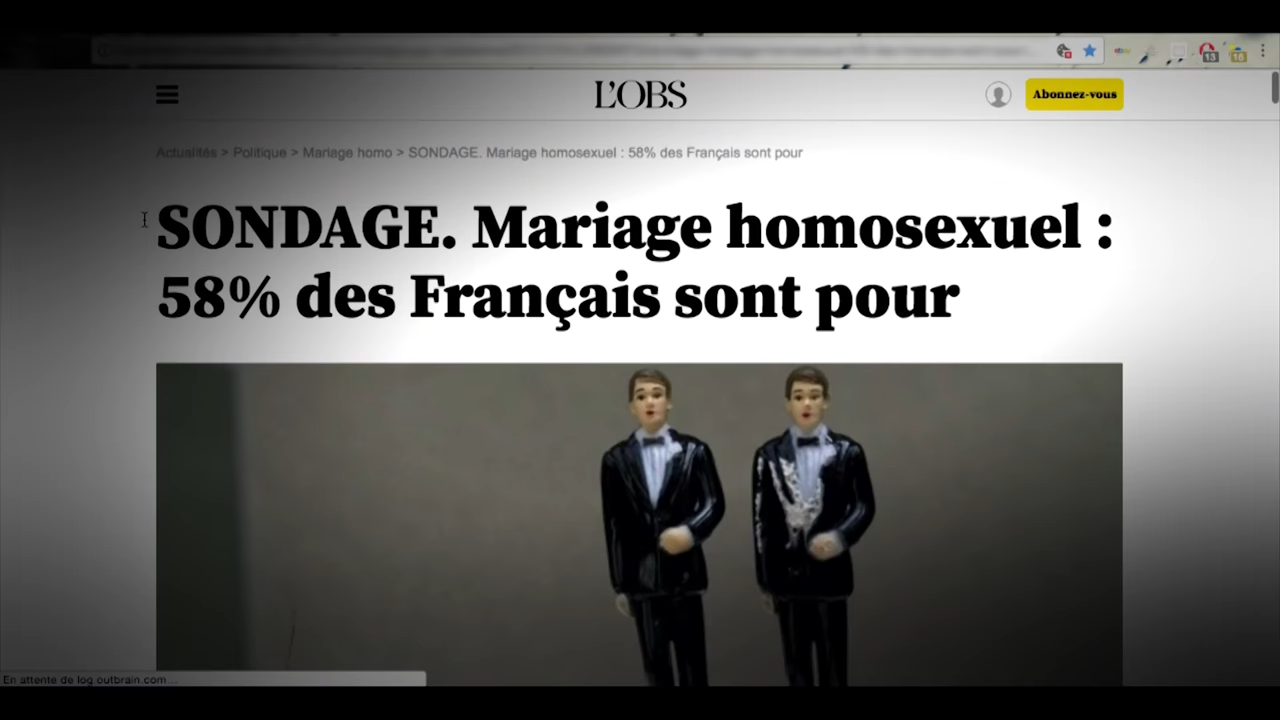 L'OBS
Abonnez-vous
Actualités > Politique > Mariage homo > SONDAGE. Mariage homosexuel : 58% des Français sont pour
SONDAGE. Mariage homosexuel :
58% des Français sont pour
En attente de log.outbrain.com...